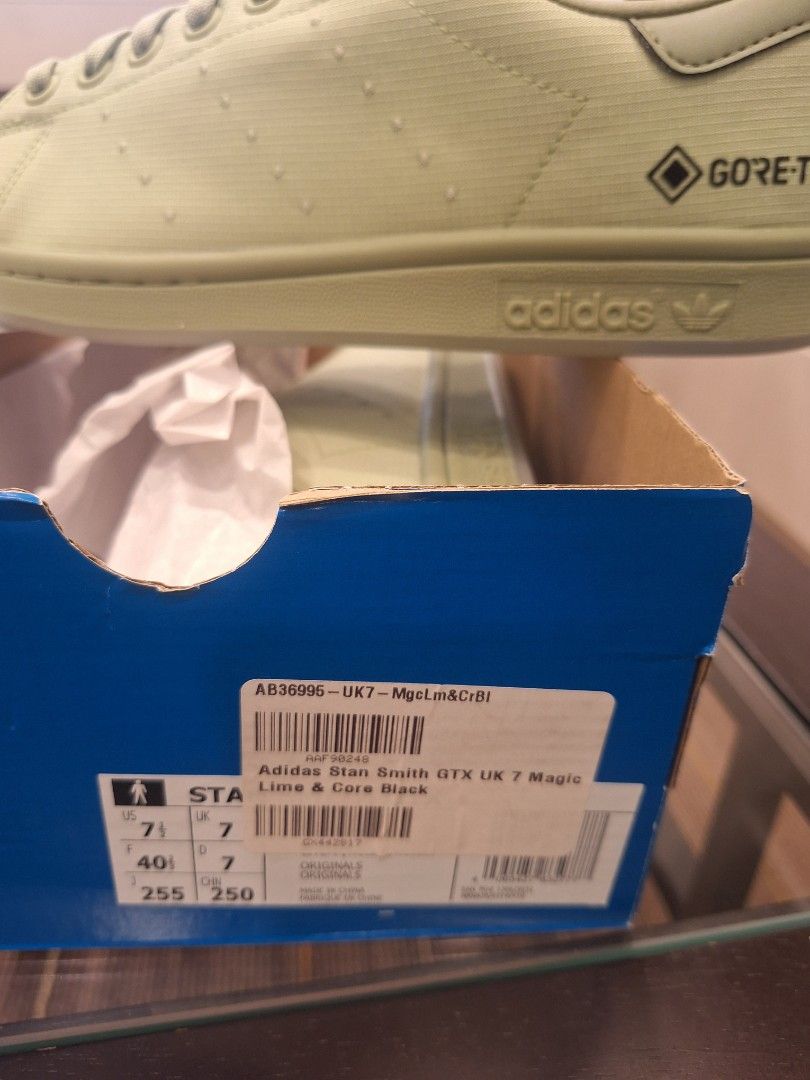 GORE-T
adidas
AB36995-UK7-MgcLm&CrBl
AAF90248
Adidas Stan Smith GTX UK 7 Magic
Lime & Core Black
GX442817
STA
US 7½ UK 7
F 40⅔ D 7
J 255 CHN 250
ORIGINALS
ORIGINALS
MADE IN CHINA